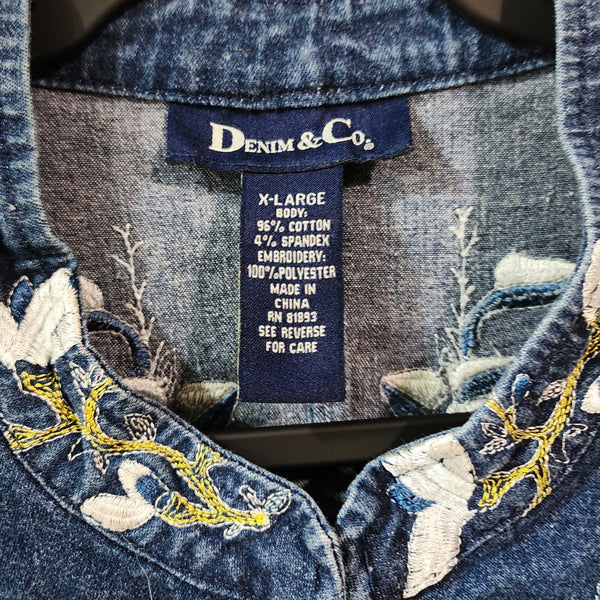 DENIM & CO.
X-LARGE
BODY:
96% COTTON
4% SPANDEX
EMBROIDERY:
100%POLYESTER
MADE IN
CHINA
RN 81893
SEE REVERSE
FOR CARE